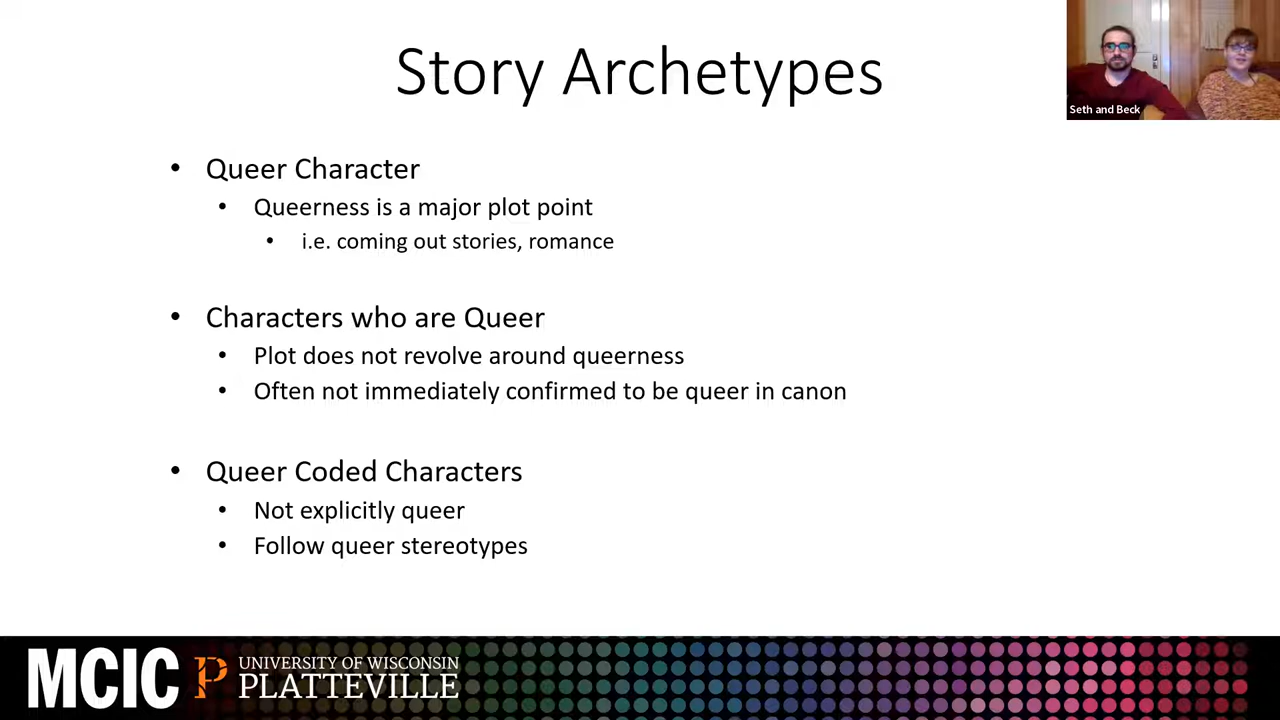 Story Archetypes
Seth and Beck
• Queer Character
• Queerness is a major plot point
• i.e. coming out stories, romance
• Characters who are Queer
• Plot does not revolve around queerness
• Often not immediately confirmed to be queer in canon
• Queer Coded Characters
• Not explicitly queer
• Follow queer stereotypes
MCIC
P
UNIVERSITY OF WISCONSIN
PLATTEVILLE